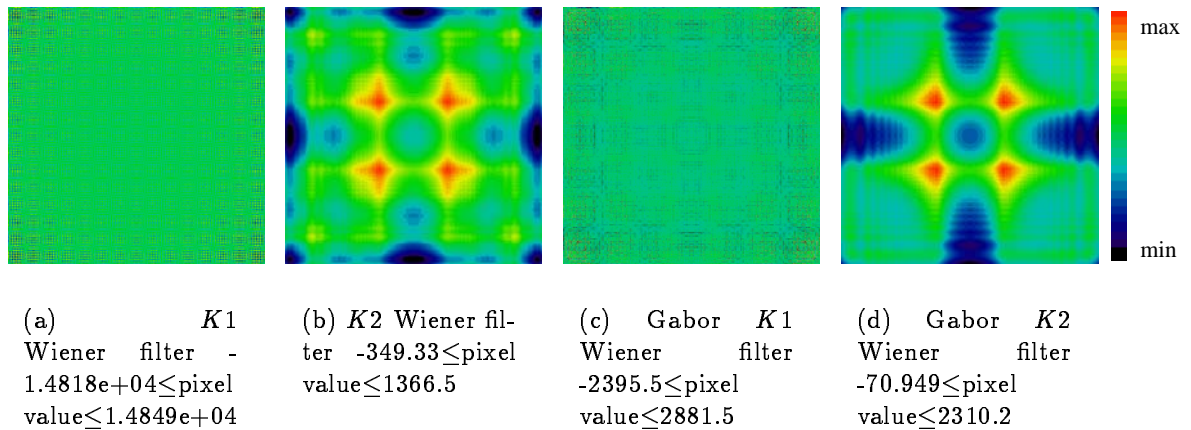 max
min
(a) K1
Wiener filter -
1.4818e+04≤pixel
value≤1.4849e+04
(b) K2 Wiener fil-
ter -349.33≤pixel
value≤1366.5
(c) Gabor K1
Wiener filter
-2395.5≤pixel
value≤2881.5
(d) Gabor K2
Wiener filter
-70.949≤pixel
value≤2310.2